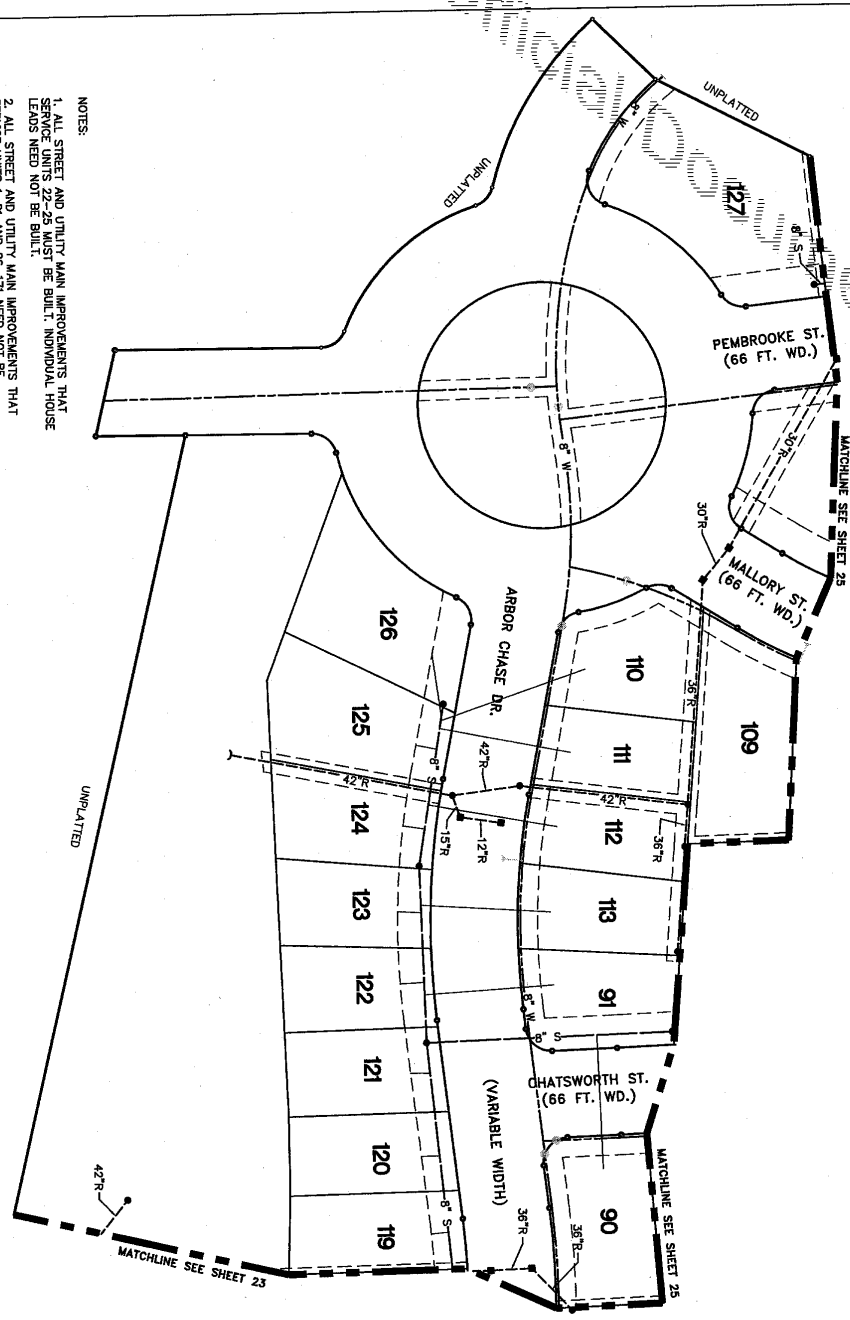 UNPLATTED
8" W
127
8" S
UNPLATTED
PEMBROOKE ST.
(66 FT. WD.)
MATCHLINE SEE SHEET 25
30"R
30"R
8" W
MALLORY ST.
(66 FT. WD.)
ARBOR CHASE DR.
126
110
36"R
109
125
111
8" S
42"R
42"R
42"R
UNPLATTED
124
15"R
12"R
112
36"R
123
113
122
8" W
91
8" S
121
(VARIABLE WIDTH)
CHATSWORTH ST.
(66 FT. WD.)
120
MATCHLINE SEE SHEET 25
42"R
119
8" S
36"R
36"R
90
MATCHLINE SEE SHEET 23
NOTES:
1. ALL STREET AND UTILITY MAIN IMPROVEMENTS THAT
SERVICE UNITS 22-25 MUST BE BUILT. INDIVIDUAL HOUSE
LEADS NEED NOT BE BUILT.
2. ALL STREET AND UTILITY MAIN IMPROVEMENTS THAT